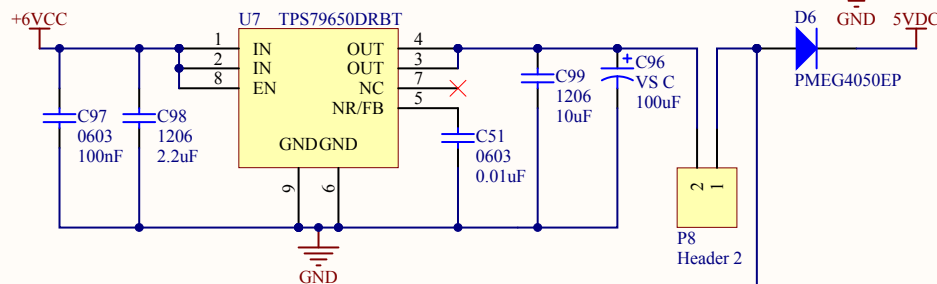 +6VCC
U7 TPS79650DRBT
1 IN
2 IN
8 EN
OUT 4
OUT 3
NC 7
NR/FB 5
GND GND
9
6
C97
0603
100nF
C98
1206
2.2uF
C51
0603
0.01uF
C99
1206
10uF
+
C96
VS C
100uF
GND
2
1
P8
Header 2
D6
PMEG4050EP
GND
5VDC